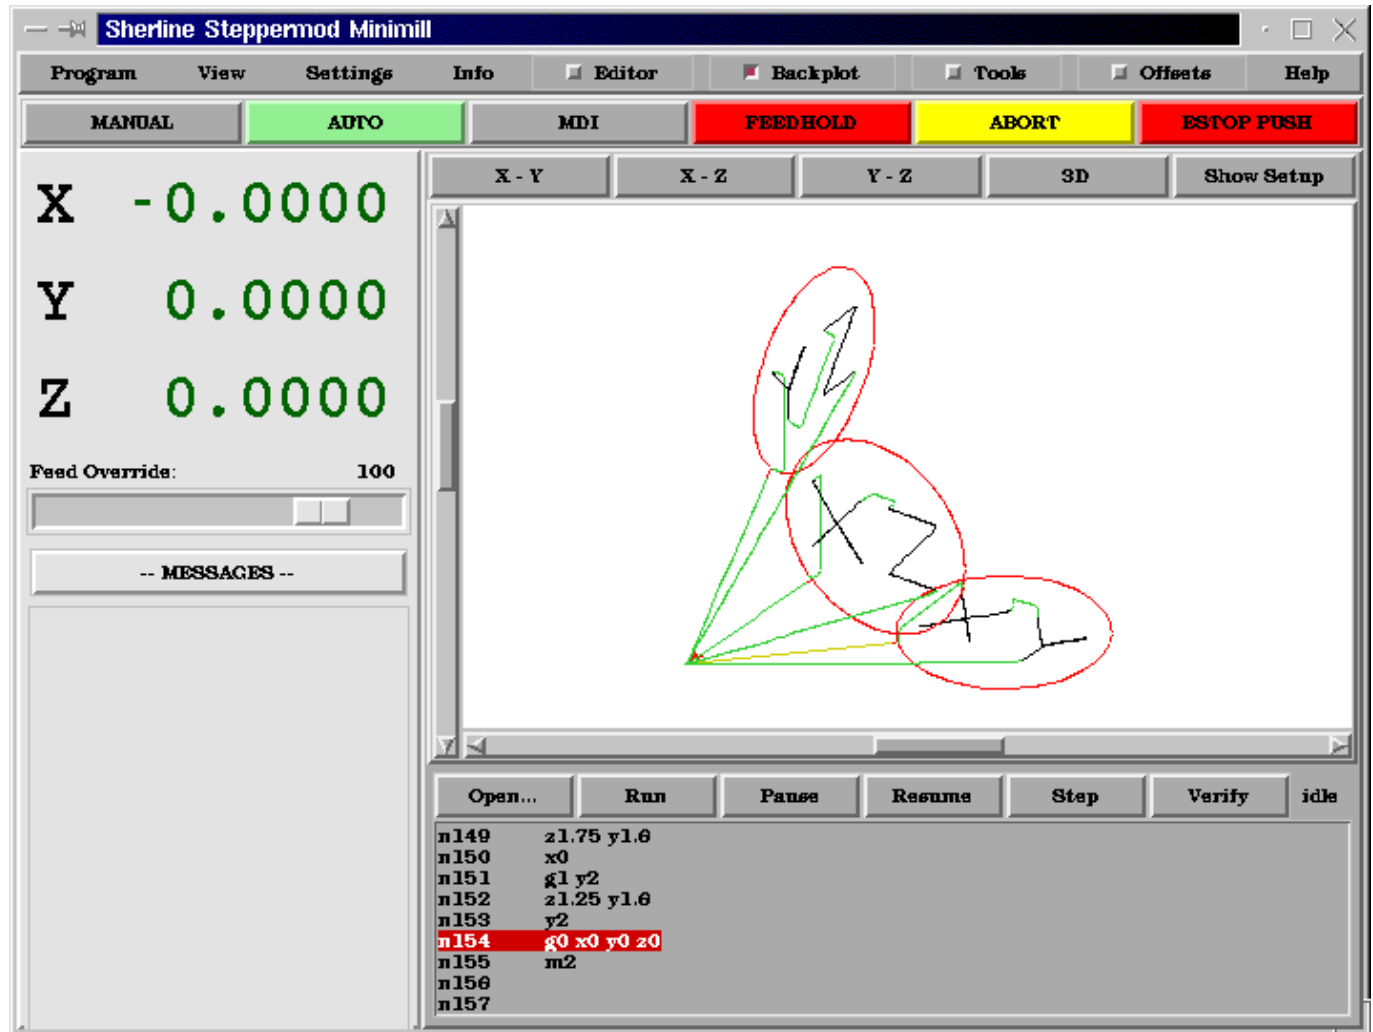 Sherline Steppermod Minimill
Program View Settings Info Editor Backplot Tools Offsets Help
MANUAL AUTO MDI FEEDHOLD ABORT ESTOP PUSH
X - Y X - Z Y - Z 3D Show Setup
X -0.0000
Y 0.0000
Z 0.0000
Feed Override: 100
-- MESSAGES --
Y Z
X Z
X Y
Open... Run Pause Resume Step Verify idle
n149 z1.75 y1.6
n150 x0
n151 g1 y2
n152 z1.25 y1.6
n153 y2
n154 g0 x0 y0 z0
n155 m2
n156
n157